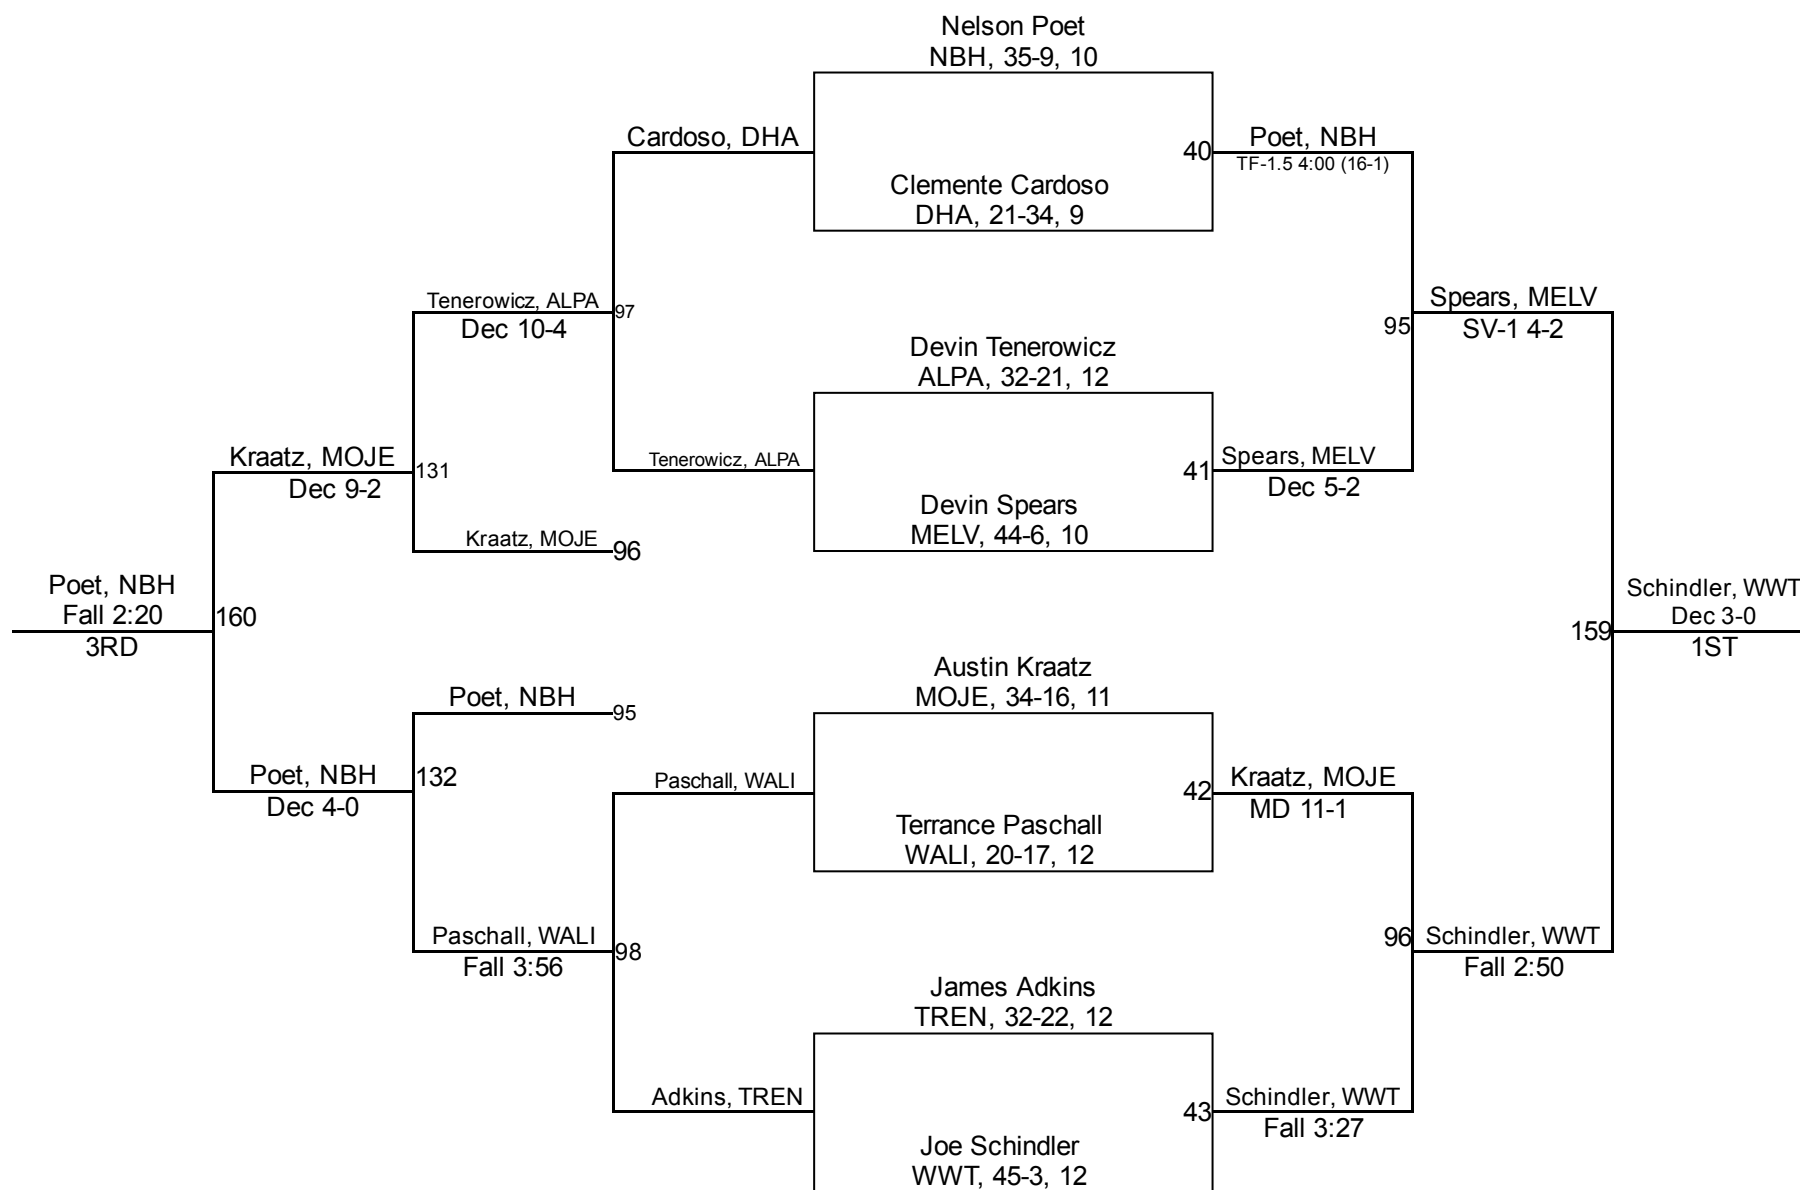 Nelson Poet
NBH, 35-9, 10
Cardoso, DHA
40
Poet, NBH
TF-1.5 4:00 (16-1)
Clemente Cardoso
DHA, 21-34, 9
Tenerowicz, ALPA
97
Dec 10-4
Spears, MELV
95
SV-1 4-2
Devin Tenerowicz
ALPA, 32-21, 12
Kraatz, MOJE
131
Dec 9-2
Tenerowicz, ALPA
41
Spears, MELV
Dec 5-2
Devin Spears
MELV, 44-6, 10
Kraatz, MOJE
96
Poet, NBH
Fall 2:20
160
3RD
Schindler, WWT
Dec 3-0
159
1ST
Austin Kraatz
MOJE, 34-16, 11
Poet, NBH
95
Poet, NBH
132
Dec 4-0
Paschall, WALI
42
Kraatz, MOJE
MD 11-1
Terrance Paschall
WALI, 20-17, 12
Paschall, WALI
98
Fall 3:56
96
Schindler, WWT
Fall 2:50
James Adkins
TREN, 32-22, 12
Adkins, TREN
43
Schindler, WWT
Fall 3:27
Joe Schindler
WWT, 45-3, 12